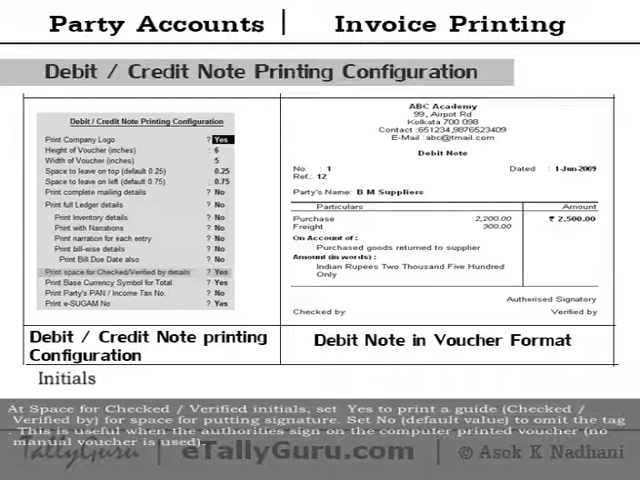 Party Accounts | Invoice Printing
Debit / Credit Note Printing Configuration
Debit / Credit Note Printing Configuration
Print Company Logo ? Yes
Height of Voucher (inches) : 6
Width of Voucher (inches) 5
Space to leave on top (default 0.25) 0.25
Space to leave on left (default 0.75) : 0.75
Print complete mailing details ? No
Print full Ledger details ? No
Print Inventory details ? No
Print with Narrations ? No
Print narration for each entry ? No
Print bill-wise details ? No
Print Bill Due Date also ? No
Print space for Checked/Verified by details ? Yes
Print Base Currency Symbol for Total ? Yes
Print Party's PAN / Income Tax No. ? No
Print e-SUGAM No ? Yes
Debit / Credit Note printing
Configuration
ABC Academy
99, Airpot Rd
Kolkata 700 098
Contact :651234,9876523409
E-Mail :abc@tmail.com
Debit Note
No. : 1 Dated : 1-Jun-2009
Ref.: 12
Party's Name: B M Suppliers
Particulars Amount
Purchase 2,200.00 ₹ 2,500.00
Freight 300.00
On Account of :
Purchased goods returned to supplier
Amount (in words) :
Indian Rupees Two Thousand Five Hundred
Only
Authorised Signatory
Checked by: Verified by
Debit Note in Voucher Format
Initials
At Space for Checked / Verified initials, set Yes to print a guide (Checked /
Verified by) for space for putting signature. Set No (default value) to omit the tag
. This is useful when the authorities sign on the computer printed voucher (no
manual voucher is used).
TallyGuru | eTallyGuru.com | © Asok K Nadhani